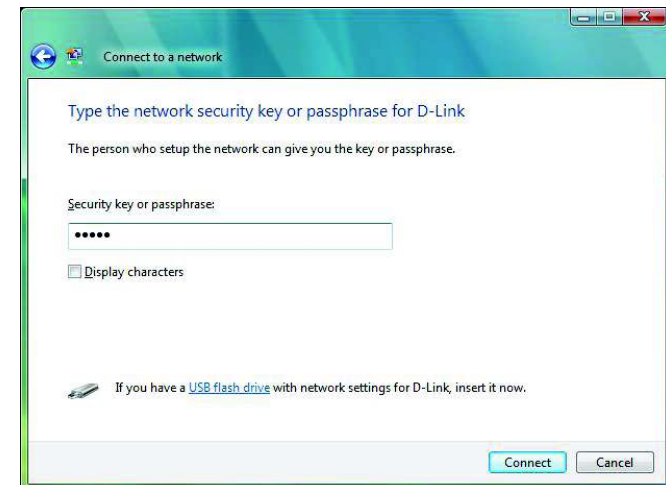 Connect to a network
Type the network security key or passphrase for D-Link
The person who setup the network can give you the key or passphrase.
Security key or passphrase:
•••••
Display characters
If you have a USB flash drive with network settings for D-Link, insert it now.
Connect Cancel